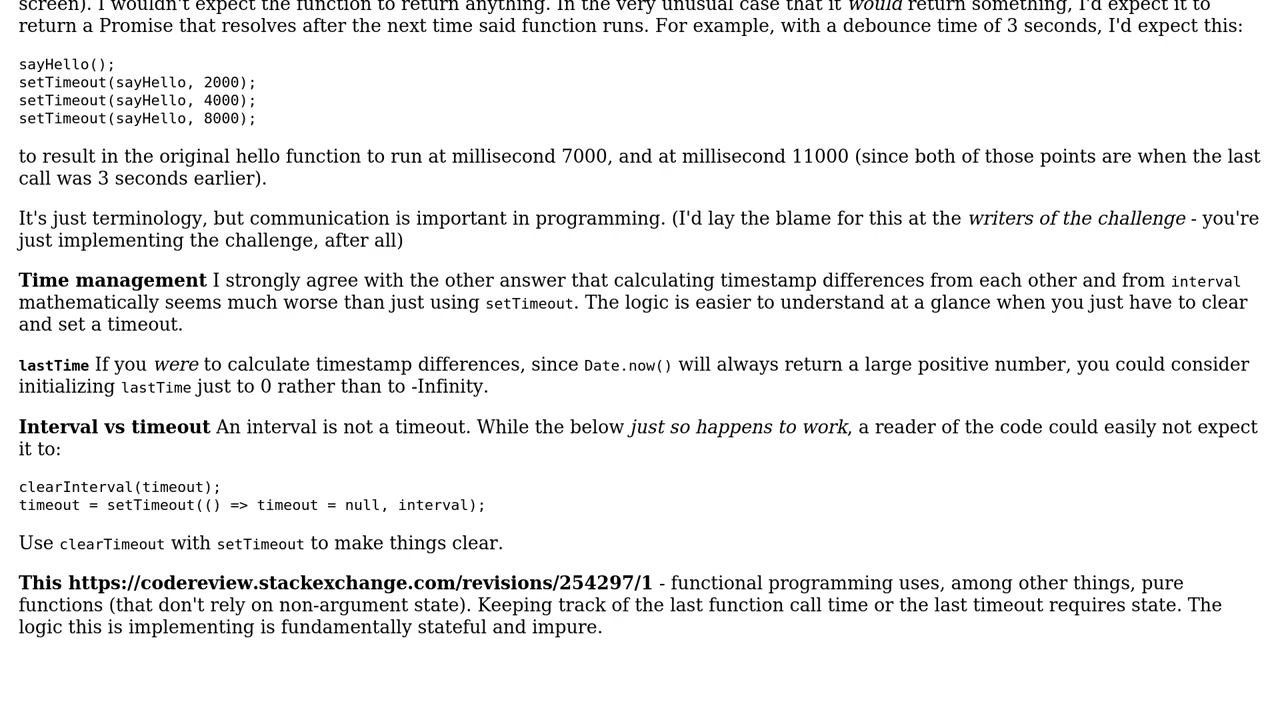 screen). I wouldn't expect the function to return anything. In the very unusual case that it would return something, I'd expect it to
return a Promise that resolves after the next time said function runs. For example, with a debounce time of 3 seconds, I'd expect this:
sayHello();
setTimeout(sayHello, 2000);
setTimeout(sayHello, 4000);
setTimeout(sayHello, 8000);
to result in the original hello function to run at millisecond 7000, and at millisecond 11000 (since both of those points are when the last
call was 3 seconds earlier).
It's just terminology, but communication is important in programming. (I'd lay the blame for this at the writers of the challenge - you're
just implementing the challenge, after all)
Time management I strongly agree with the other answer that calculating timestamp differences from each other and from interval
mathematically seems much worse than just using setTimeout. The logic is easier to understand at a glance when you just have to clear
and set a timeout.
lastTime If you were to calculate timestamp differences, since Date.now() will always return a large positive number, you could consider
initializing lastTime just to 0 rather than to -Infinity.
Interval vs timeout An interval is not a timeout. While the below just so happens to work, a reader of the code could easily not expect
it to:
clearInterval(timeout);
timeout = setTimeout(() => timeout = null, interval);
Use clearTimeout with setTimeout to make things clear.
This https://codereview.stackexchange.com/revisions/254297/1 - functional programming uses, among other things, pure
functions (that don't rely on non-argument state). Keeping track of the last function call time or the last timeout requires state. The
logic this is implementing is fundamentally stateful and impure.